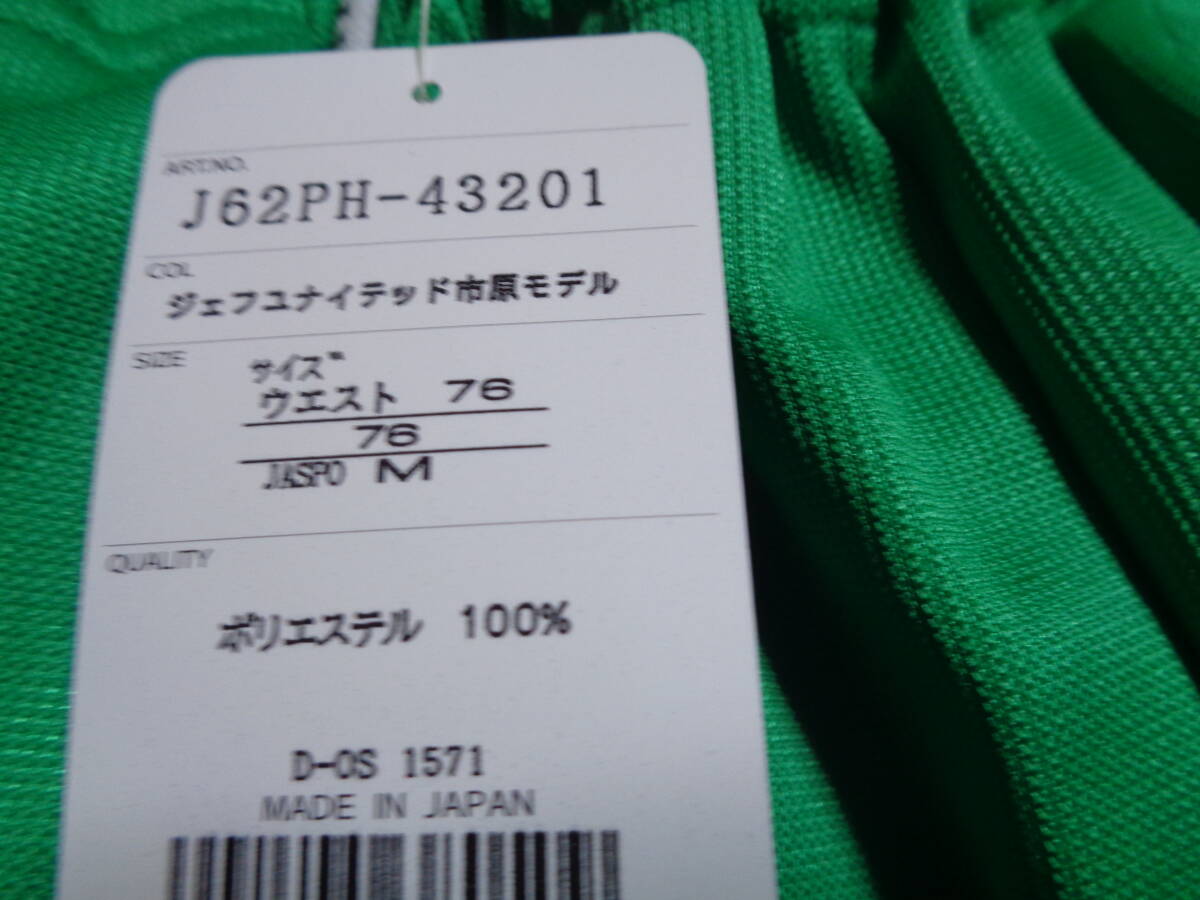 ART.NO.
J62PH-43201
COL
ジェフユナイテッド市原モデル
SIZE
サイズ
ウエスト 76
76
JASPO M
QUALITY
ポリエステル 100%
D-OS 1571
MADE IN JAPAN